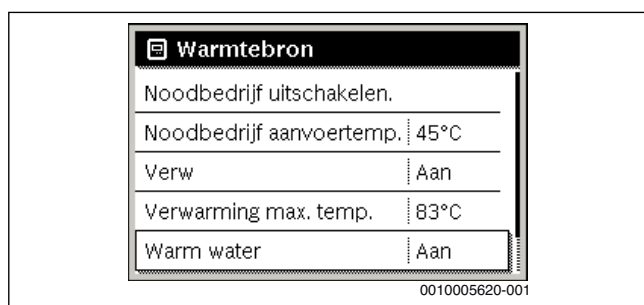 Warmtebron
Noodbedrijf uitschakelen.
Noodbedrijf aanvoertemp. 45°C
Verw Aan
Verwarming max. temp. 83°C
Warm water Aan
0010005620-001